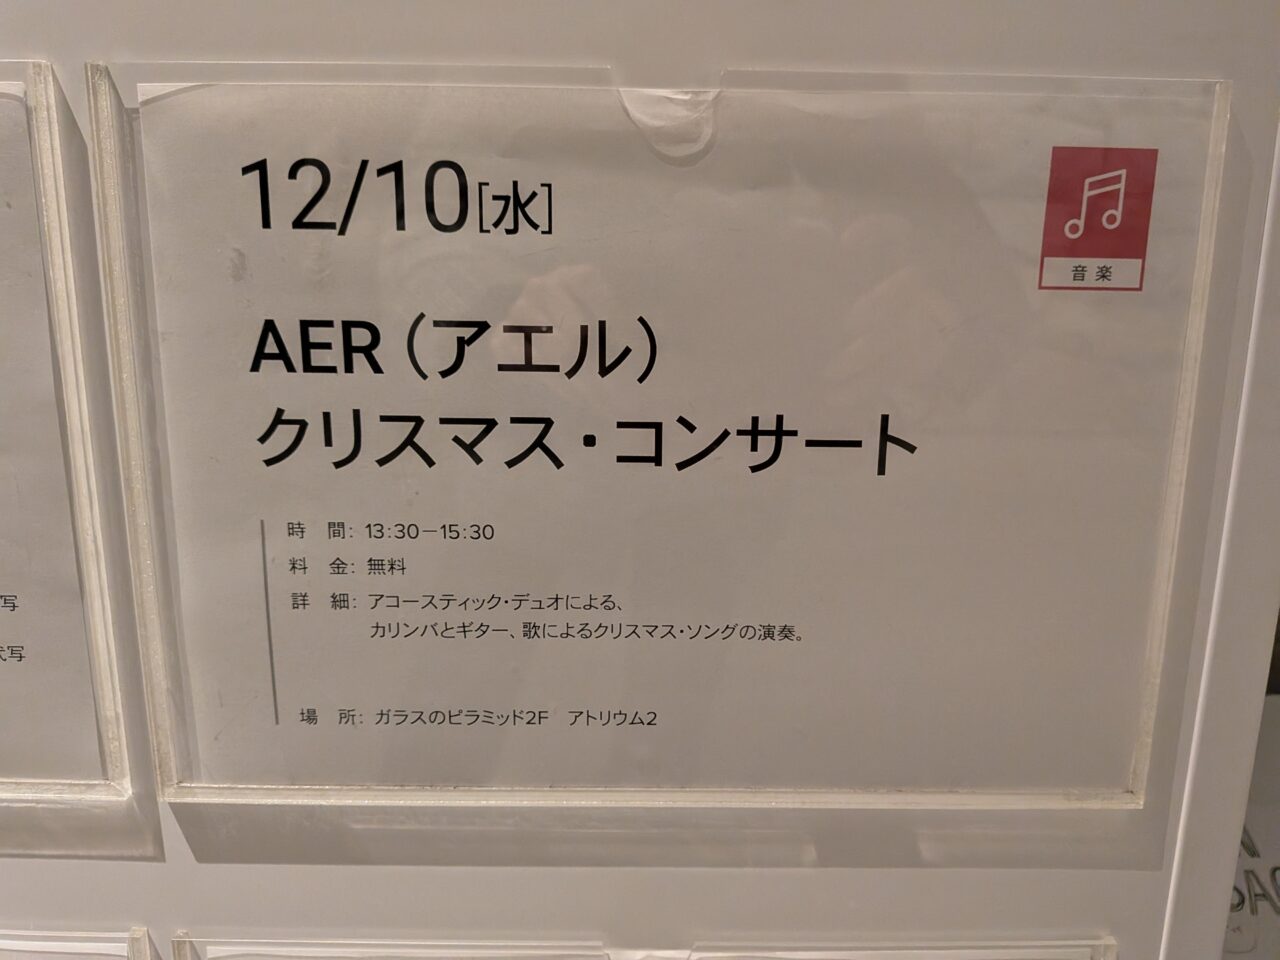 12/10[水]
音楽
AER（アエル）
クリスマス・コンサート
時　間：13:30－15:30
料　金：無料
詳　細：アコースティック・デュオによる、
カリンバとギター、歌によるクリスマス・ソングの演奏。
場　所：ガラスのピラミッド2F　アトリウム2
写
写